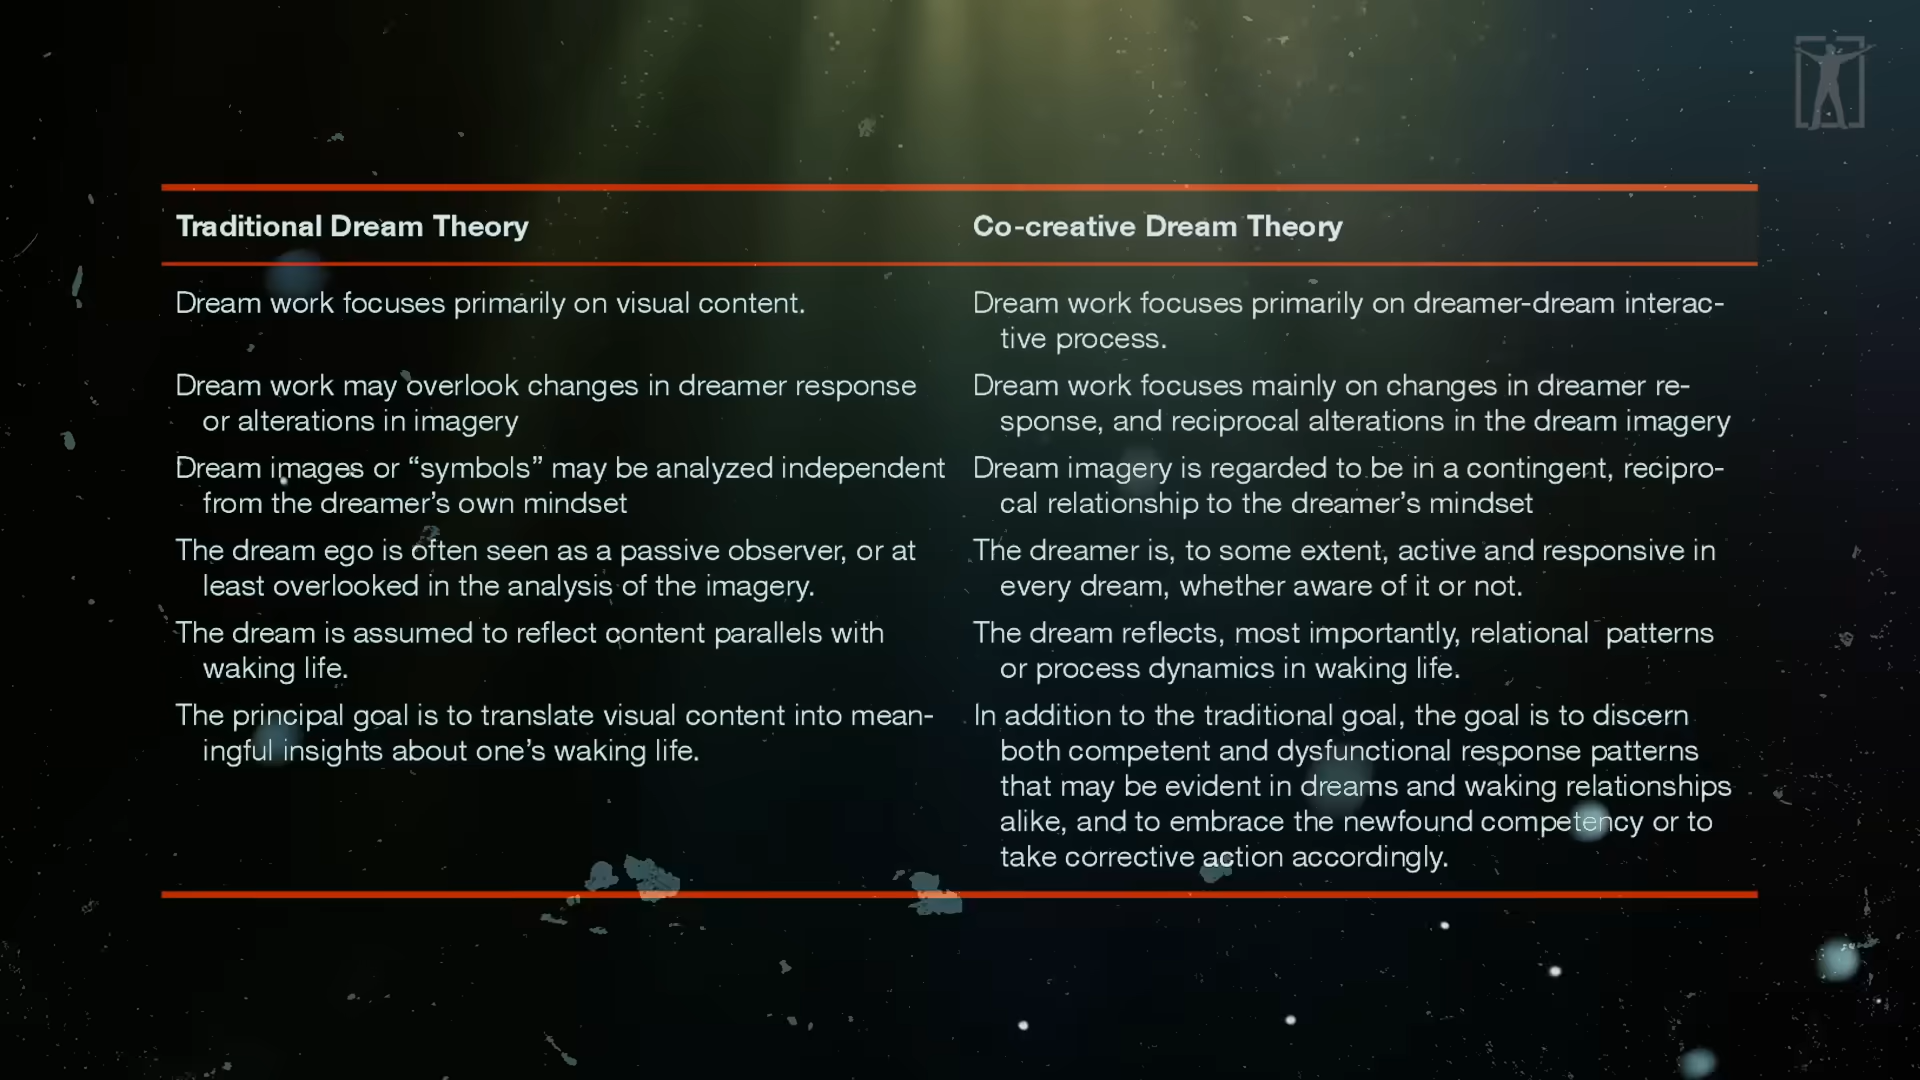 Traditional Dream Theory
Co-creative Dream Theory
Dream work focuses primarily on visual content.
Dream work focuses primarily on dreamer-dream interac-
tive process.
Dream work may overlook changes in dreamer response
or alterations in imagery
Dream work focuses mainly on changes in dreamer re-
sponse, and reciprocal alterations in the dream imagery
Dream images or “symbols” may be analyzed independent
from the dreamer’s own mindset
Dream imagery is regarded to be in a contingent, recipro-
cal relationship to the dreamer’s mindset
The dream ego is often seen as a passive observer, or at
least overlooked in the analysis of the imagery.
The dreamer is, to some extent, active and responsive in
every dream, whether aware of it or not.
The dream is assumed to reflect content parallels with
waking life.
The dream reflects, most importantly, relational patterns
or process dynamics in waking life.
The principal goal is to translate visual content into mean-
ingful insights about one’s waking life.
In addition to the traditional goal, the goal is to discern
both competent and dysfunctional response patterns
that may be evident in dreams and waking relationships
alike, and to embrace the newfound competency or to
take corrective action accordingly.